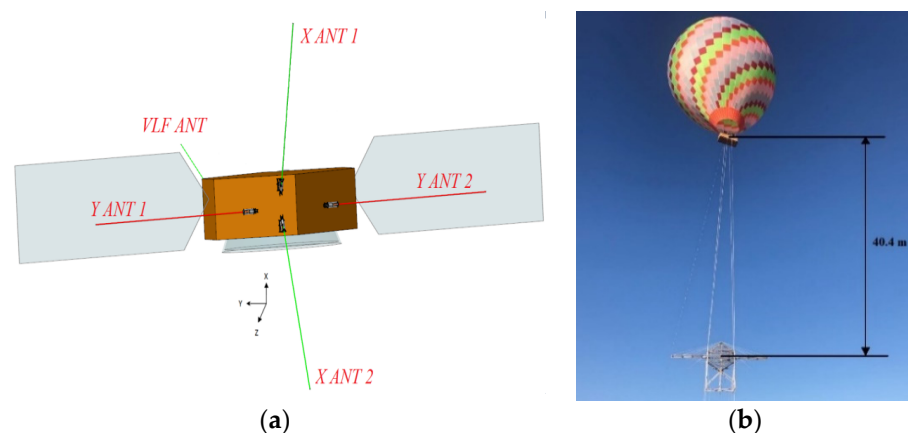 X ANT 1
VLF ANT
Y ANT 1
Y ANT 2
40.4 m
X
Y
Z
X ANT 2
(a)
(b)